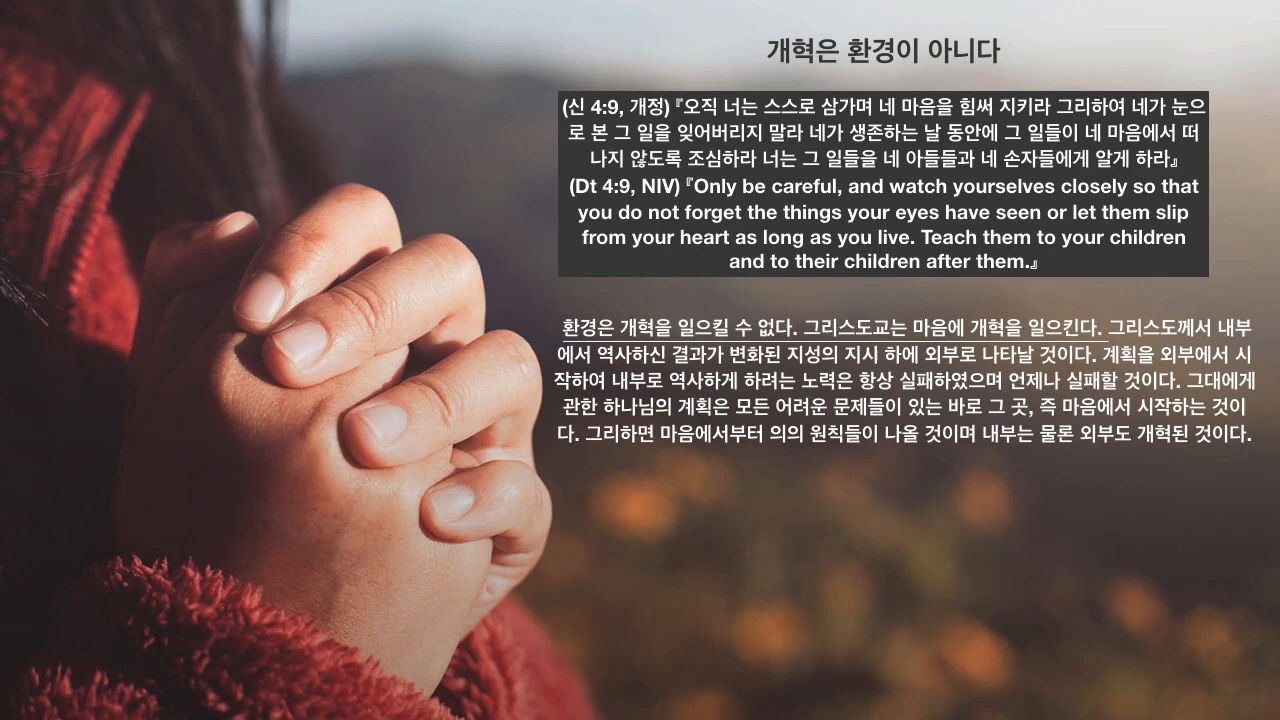 개혁은 환경이 아니다
(신 4:9, 개정)『오직 너는 스스로 삼가며 네 마음을 힘써 지키라 그리하여 네가 눈으
로 본 그 일을 잊어버리지 말라 네가 생존하는 날 동안에 그 일들이 네 마음에서 떠
나지 않도록 조심하라 너는 그 일들을 네 아들들과 네 손자들에게 알게 하라』
(Dt 4:9, NIV)『Only be careful, and watch yourselves closely so that
you do not forget the things your eyes have seen or let them slip
from your heart as long as you live. Teach them to your children
and to their children after them.』
환경은 개혁을 일으킬 수 없다. 그리스도교는 마음에 개혁을 일으킨다. 그리스도께서 내부
에서 역사하신 결과가 변화된 지성의 지시 하에 외부로 나타날 것이다. 계획을 외부에서 시
작하여 내부로 역사하게 하려는 노력은 항상 실패하였으며 언제나 실패할 것이다. 그대에게
관한 하나님의 계획은 모든 어려운 문제들이 있는 바로 그 곳, 즉 마음에서 시작하는 것이
다. 그리하면 마음에서부터 의의 원칙들이 나올 것이며 내부는 물론 외부도 개혁된 것이다.